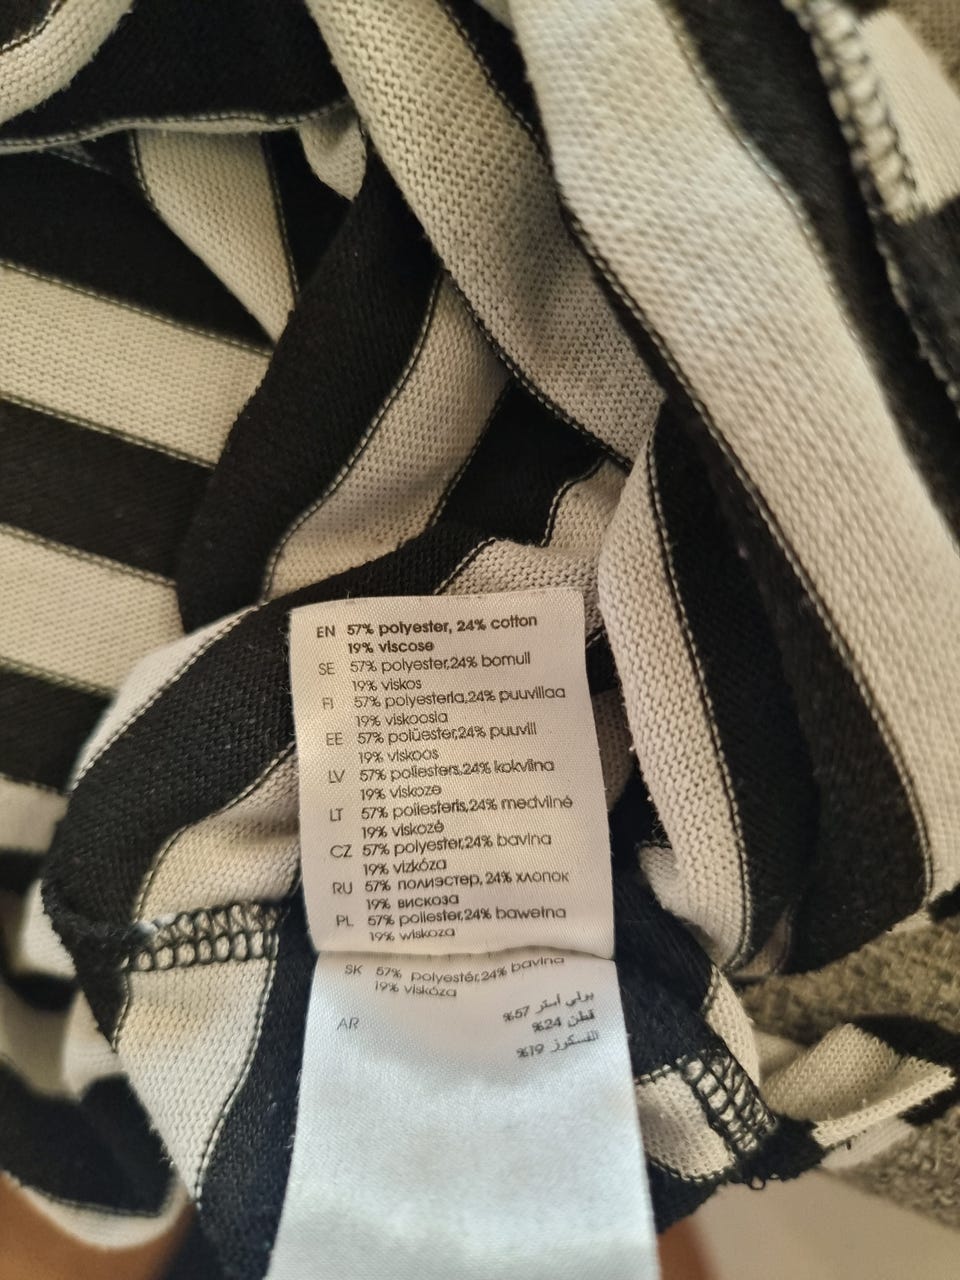 EN 57% polyester, 24% cotton
19% viscose
SE 57% polyester,24% bomull
19% viskos
FI 57% polyesteria,24% puuvillaa
19% viskoosia
EE 57% polüester,24% puuvill
19% viskoos
LV 57% poliesters,24% kokvilna
19% viskoze
LT 57% poliesteris,24% medvilnė
19% viskozė
CZ 57% polyester,24% bavlna
19% vizkóza
RU 57% полиэстер, 24% хлопок
19% вискоза
PL 57% poliester,24% bawełna
19% wiskoza
SK 57% polyestér,24% bavlna
19% viskóza
AR برلي استر 57%
قطن 24%
الفسكرز 19%